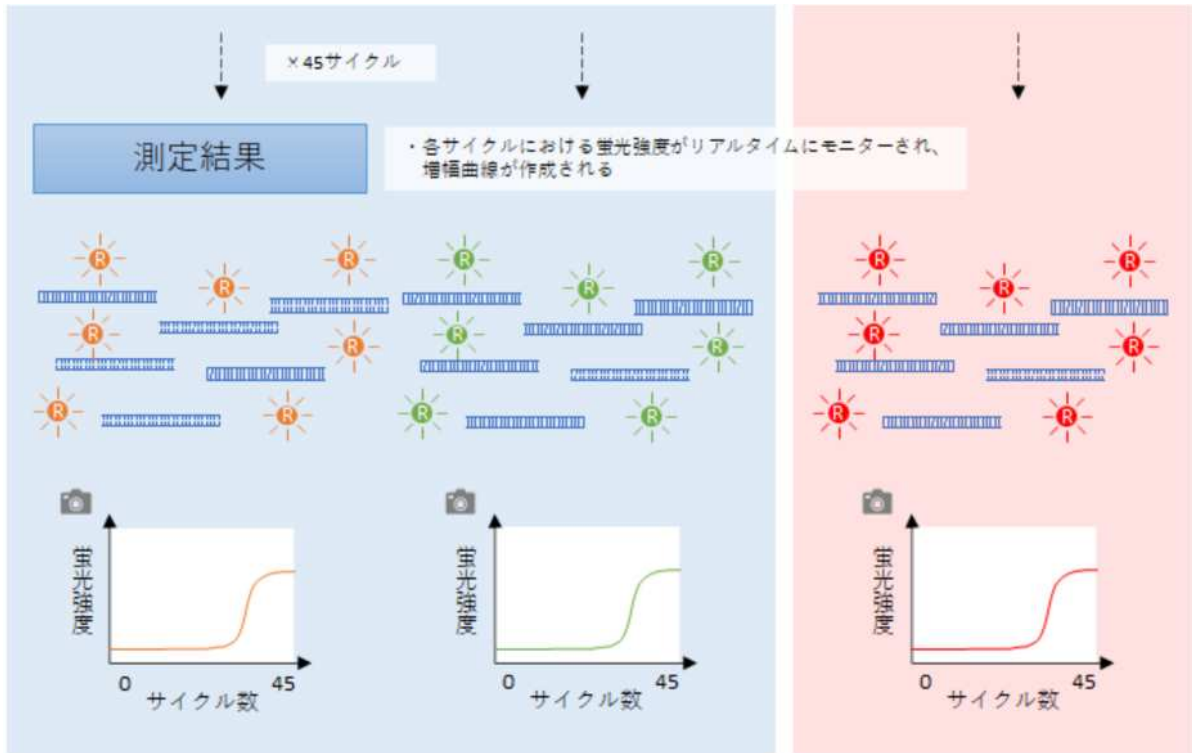 ×45サイクル
測定結果
・各サイクルにおける蛍光強度がリアルタイムにモニターされ、
増幅曲線が作成される
R R R R R R R R R
R R R R R
R R R R R R
蛍光強度
0 45
サイクル数
蛍光強度
0 45
サイクル数
蛍光強度
0 45
サイクル数